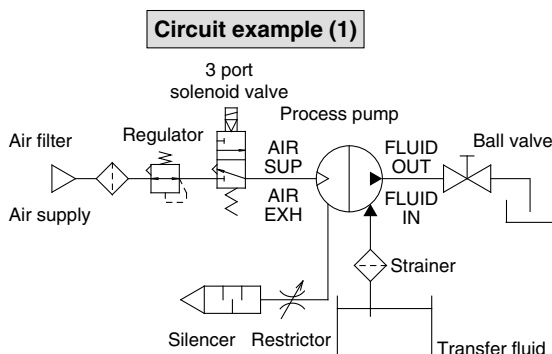 Circuit example (1)
3 port
solenoid valve
Process pump
Air filter
Regulator
AIR
SUP
FLUID
OUT
Ball valve
Air supply
AIR
EXH
FLUID
IN
Strainer
Silencer
Restrictor
Transfer fluid